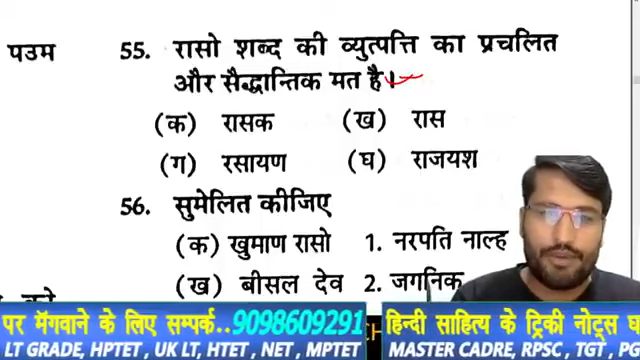 पउम
55. रासो शब्द की व्युत्पत्ति का प्रचलित
और सैद्धान्तिक मत है।
(क) रासक (ख) रास
(ग) रसायण (घ) राजयश
56. सुमेलित कीजिए
(क) खुमाण रासो 1. नरपति नाल्ह
(ख) बीसल देव 2. जगनिक
पर मँगवाने के लिए सम्पर्क..9098609291 हिन्दी साहित्य के ट्रिकी नोट्स घ
LT GRADE, HPTET, UK LT, HTET, NET, MPTET MASTER CADRE, RPSC, TGT, PG